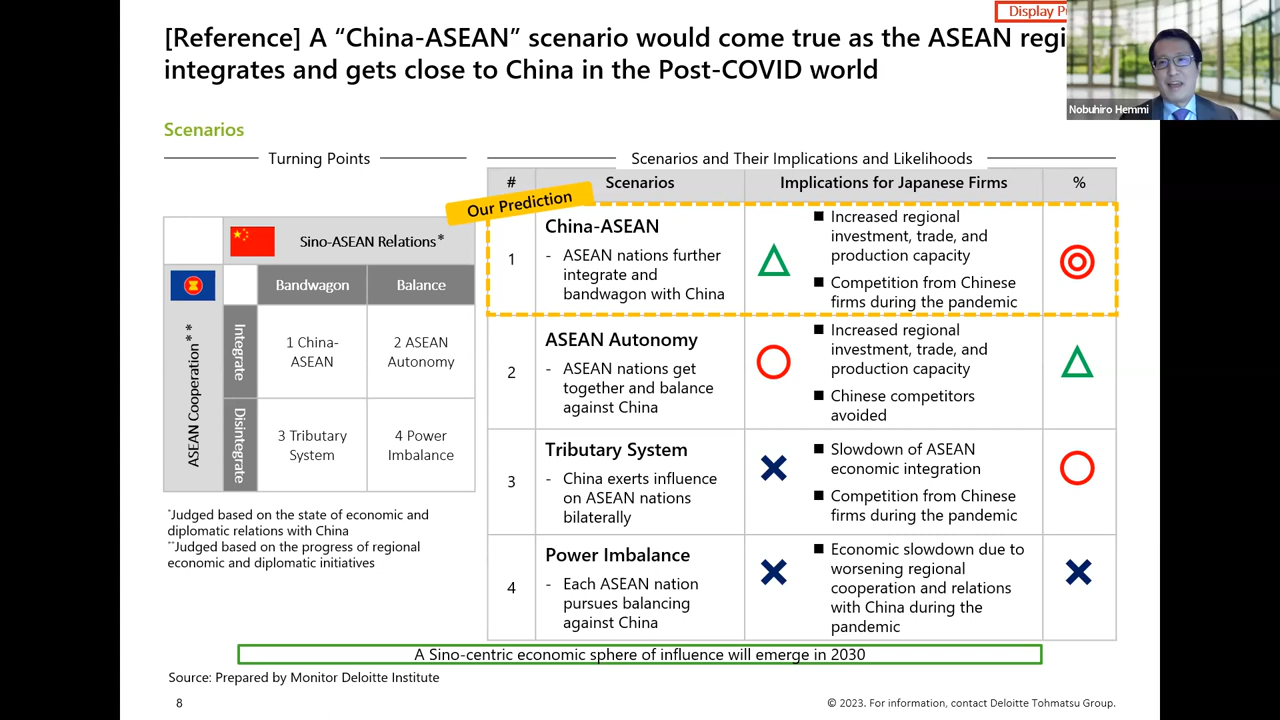 Display P
[Reference] A “China-ASEAN” scenario would come true as the ASEAN regi
integrates and gets close to China in the Post-COVID world
Nobuhiro Hemmi
Scenarios
Turning Points
Sino-ASEAN Relations*
Bandwagon
Balance
ASEAN Cooperation**
Integrate
1 China-
ASEAN
2 ASEAN
Autonomy
Disintegrate
3 Tributary
System
4 Power
Imbalance
*Judged based on the state of economic and
diplomatic relations with China
**Judged based on the progress of regional
economic and diplomatic initiatives
Scenarios and Their Implications and Likelihoods
#
Scenarios
Implications for Japanese Firms
%
Our Prediction
1
China-ASEAN
- ASEAN nations further
integrate and
bandwagon with China
■ Increased regional
investment, trade, and
production capacity
■ Competition from Chinese
firms during the pandemic
2
ASEAN Autonomy
- ASEAN nations get
together and balance
against China
■ Increased regional
investment, trade, and
production capacity
■ Chinese competitors
avoided
3
Tributary System
- China exerts influence
on ASEAN nations
bilaterally
■ Slowdown of ASEAN
economic integration
■ Competition from Chinese
firms during the pandemic
4
Power Imbalance
- Each ASEAN nation
pursues balancing
against China
■ Economic slowdown due to
worsening regional
cooperation and relations
with China during the
pandemic
A Sino-centric economic sphere of influence will emerge in 2030
Source: Prepared by Monitor Deloitte Institute
8
© 2023. For information, contact Deloitte Tohmatsu Group.